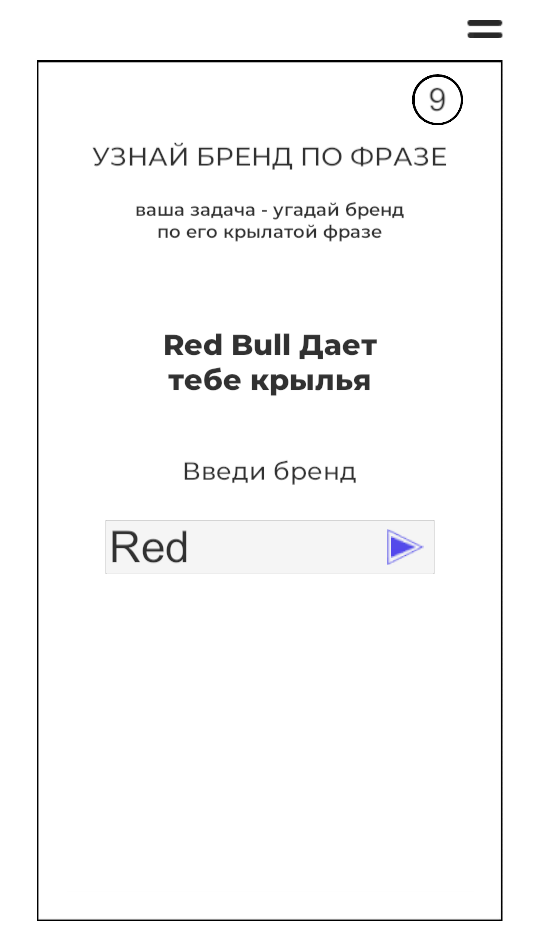 9
УЗНАЙ БРЕНД ПО ФРАЗЕ
ваша задача - угадай бренд
по его крылатой фразе
Red Bull Дает
тебе крылья
Введи бренд
Red